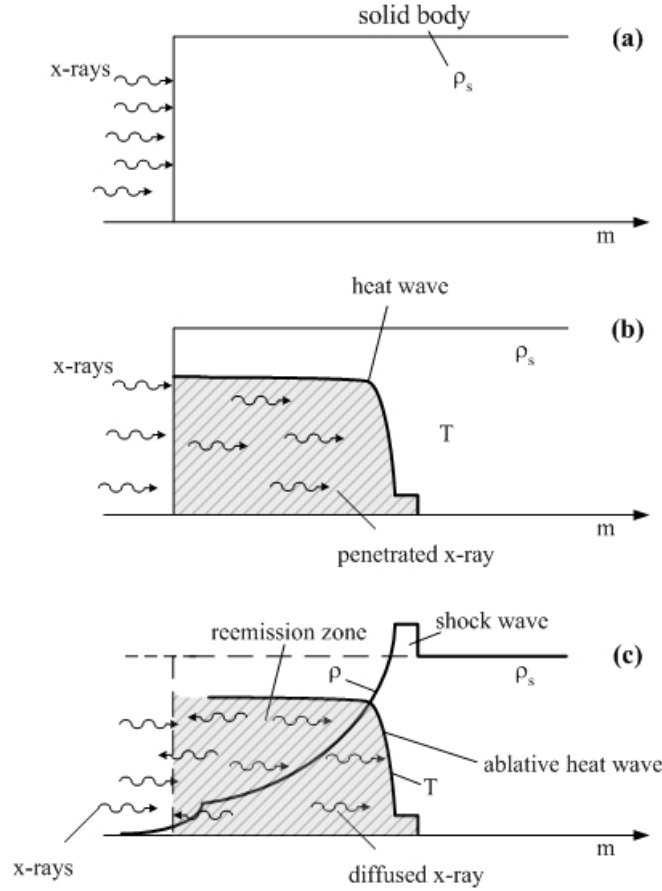 solid body
(a)
x-rays
ρs
m
heat wave
(b)
x-rays
ρs
T
penetrated x-ray
m
shock wave
reemission zone
(c)
ρ
ρs
ablative heat wave
T
m
x-rays
diffused x-ray